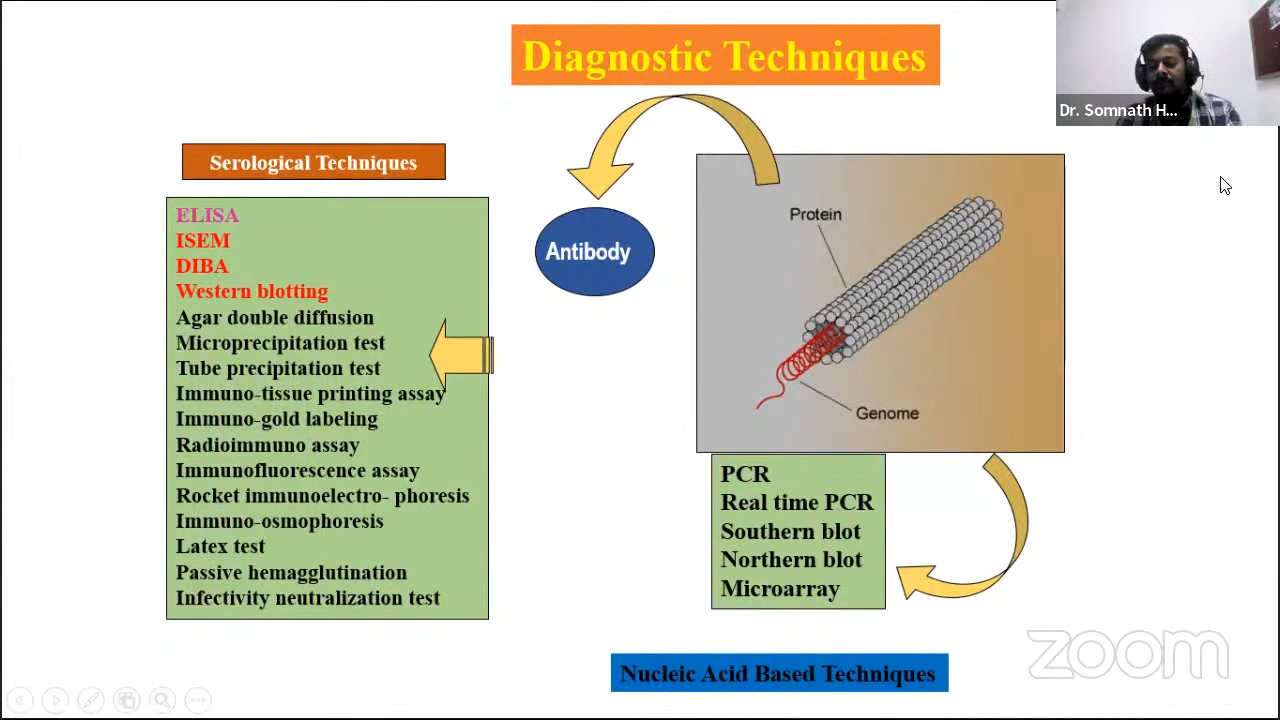 Diagnostic Techniques
Dr. Somnath H...
Serological Techniques
ELISA
ISEM
DIBA
Western blotting
Agar double diffusion
Microprecipitation test
Tube precipitation test
Immuno-tissue printing assay
Immuno-gold labeling
Radioimmuno assay
Immunofluorescence assay
Rocket immunoelectro- phoresis
Immuno-osmophoresis
Latex test
Passive hemagglutination
Infectivity neutralization test
Antibody
Protein
Genome
PCR
Real time PCR
Southern blot
Northern blot
Microarray
Nucleic Acid Based Techniques
zoom